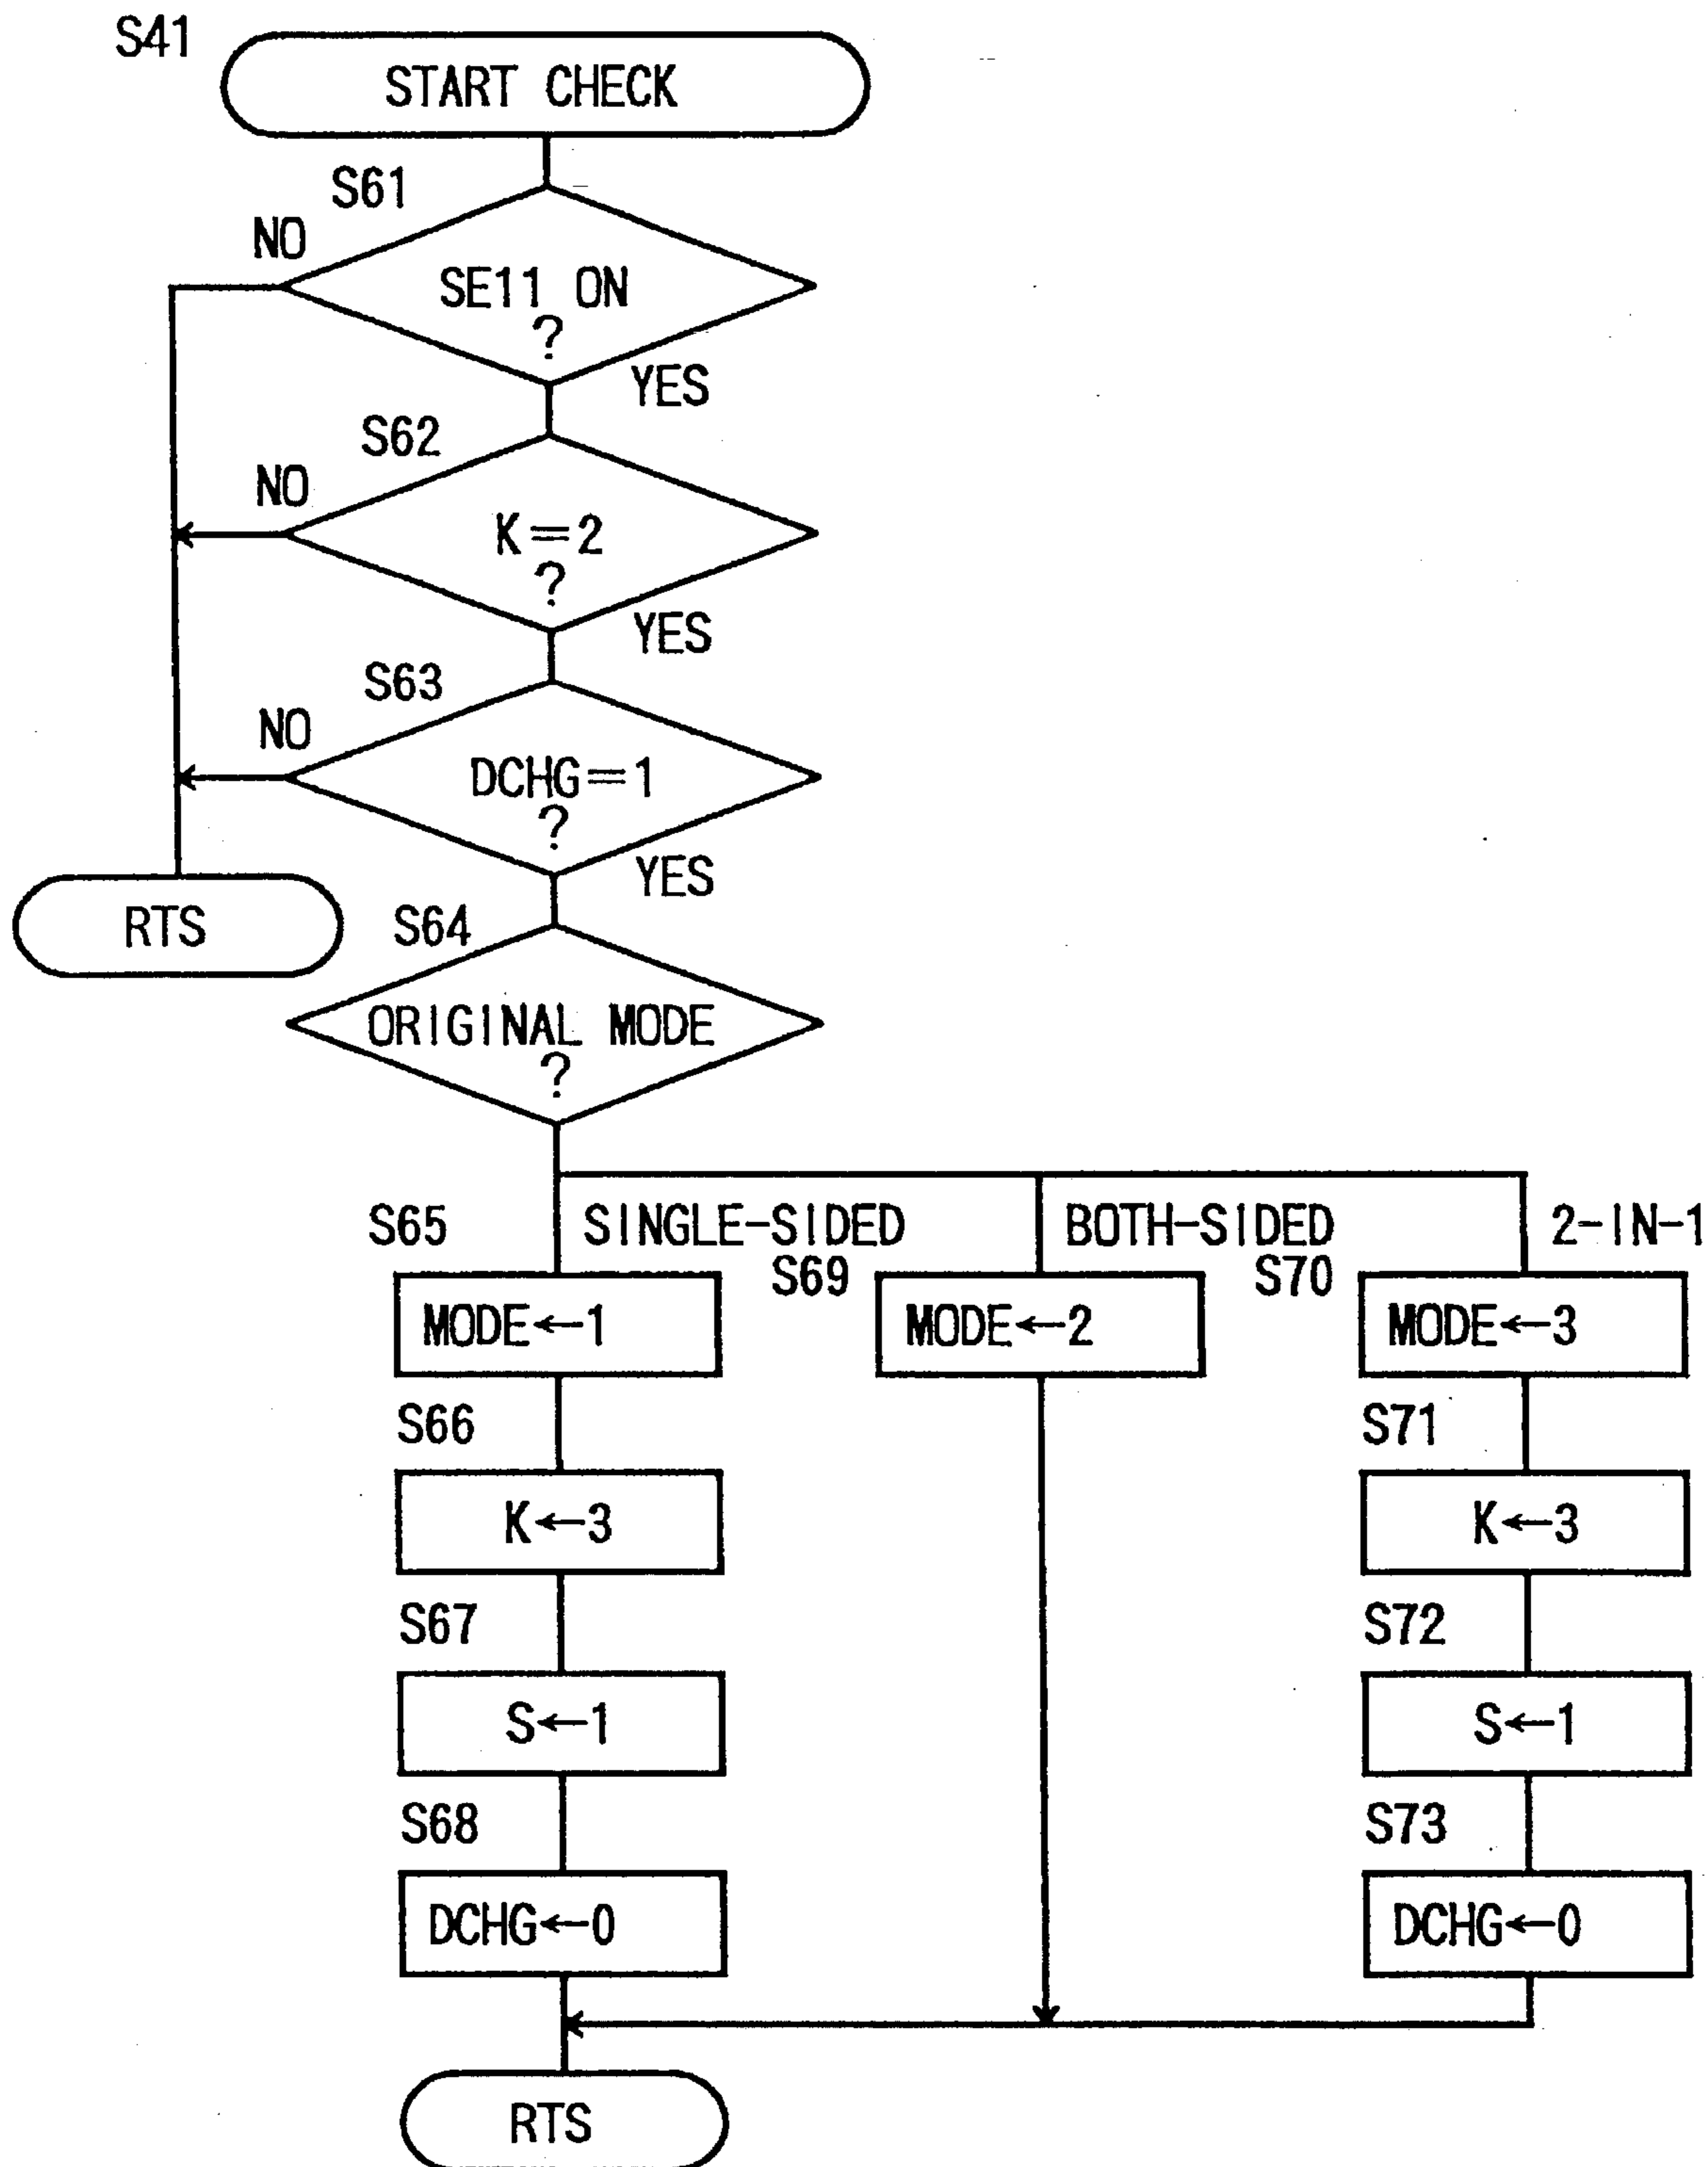 S41
START CHECK
S61
NO
SE11 ON
?
YES
S62
NO
K=2
?
YES
S63
NO
DCHG=1
?
YES
RTS
S64
ORIGINAL MODE
?
S65
SINGLE-SIDED
BOTH-SIDED
2-IN-1
S69
S70
MODE←1
MODE←2
MODE←3
S66
S71
K←3
K←3
S67
S72
S←1
S←1
S68
S73
DCHG←0
DCHG←0
RTS